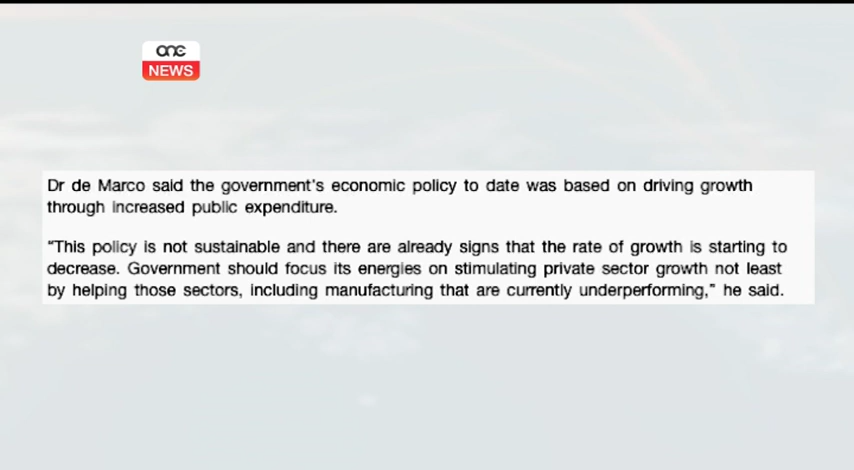 one
NEWS
Dr de Marco said the government's economic policy to date was based on driving growth
through increased public expenditure.
“This policy is not sustainable and there are already signs that the rate of growth is starting to
decrease. Government should focus its energies on stimulating private sector growth not least
by helping those sectors, including manufacturing that are currently underperforming,” he said.